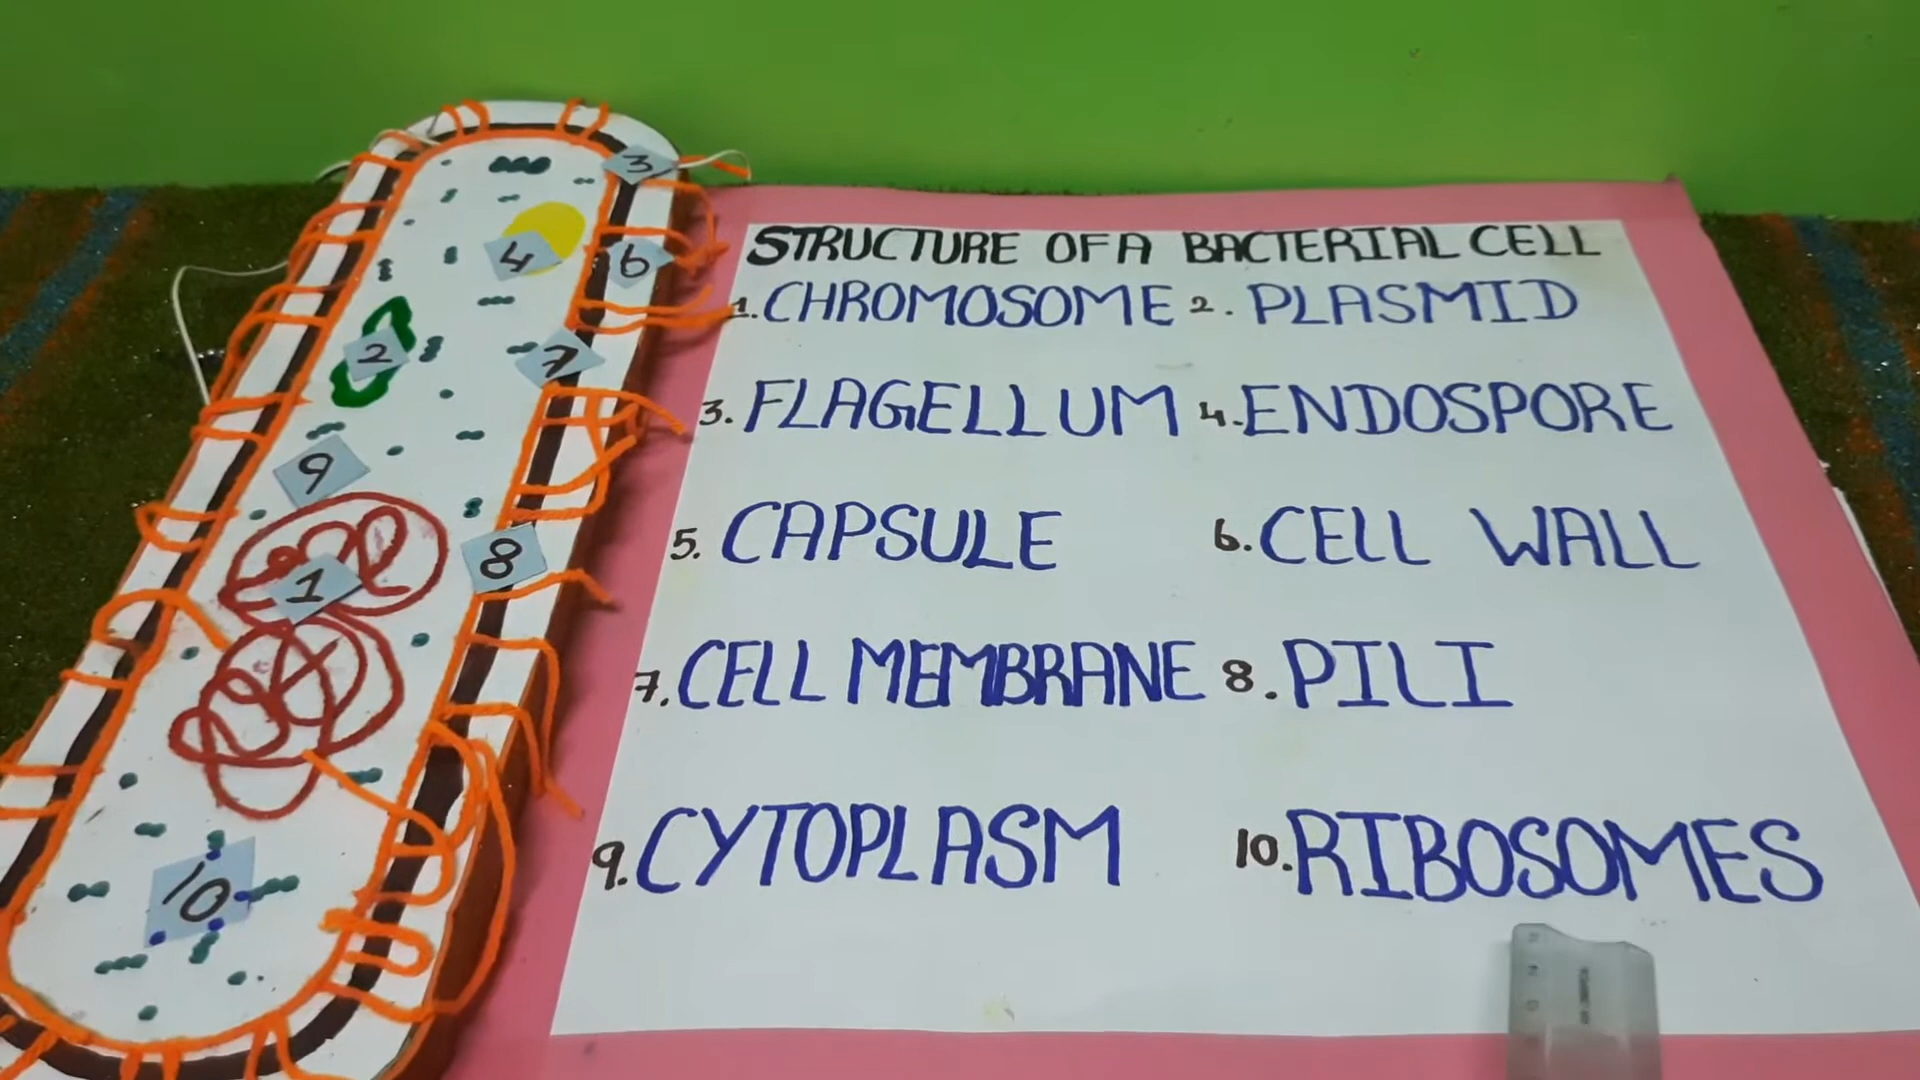 STRUCTURE OF A BACTERIAL CELL
1. CHROMOSOME 2. PLASMID
3. FLAGELLUM 4. ENDOSPORE
5. CAPSULE 6. CELL WALL
7. CELL MEMBRANE 8. PILI
9. CYTOPLASM 10. RIBOSOMES
3
4
6
2
7
9
8
1
10